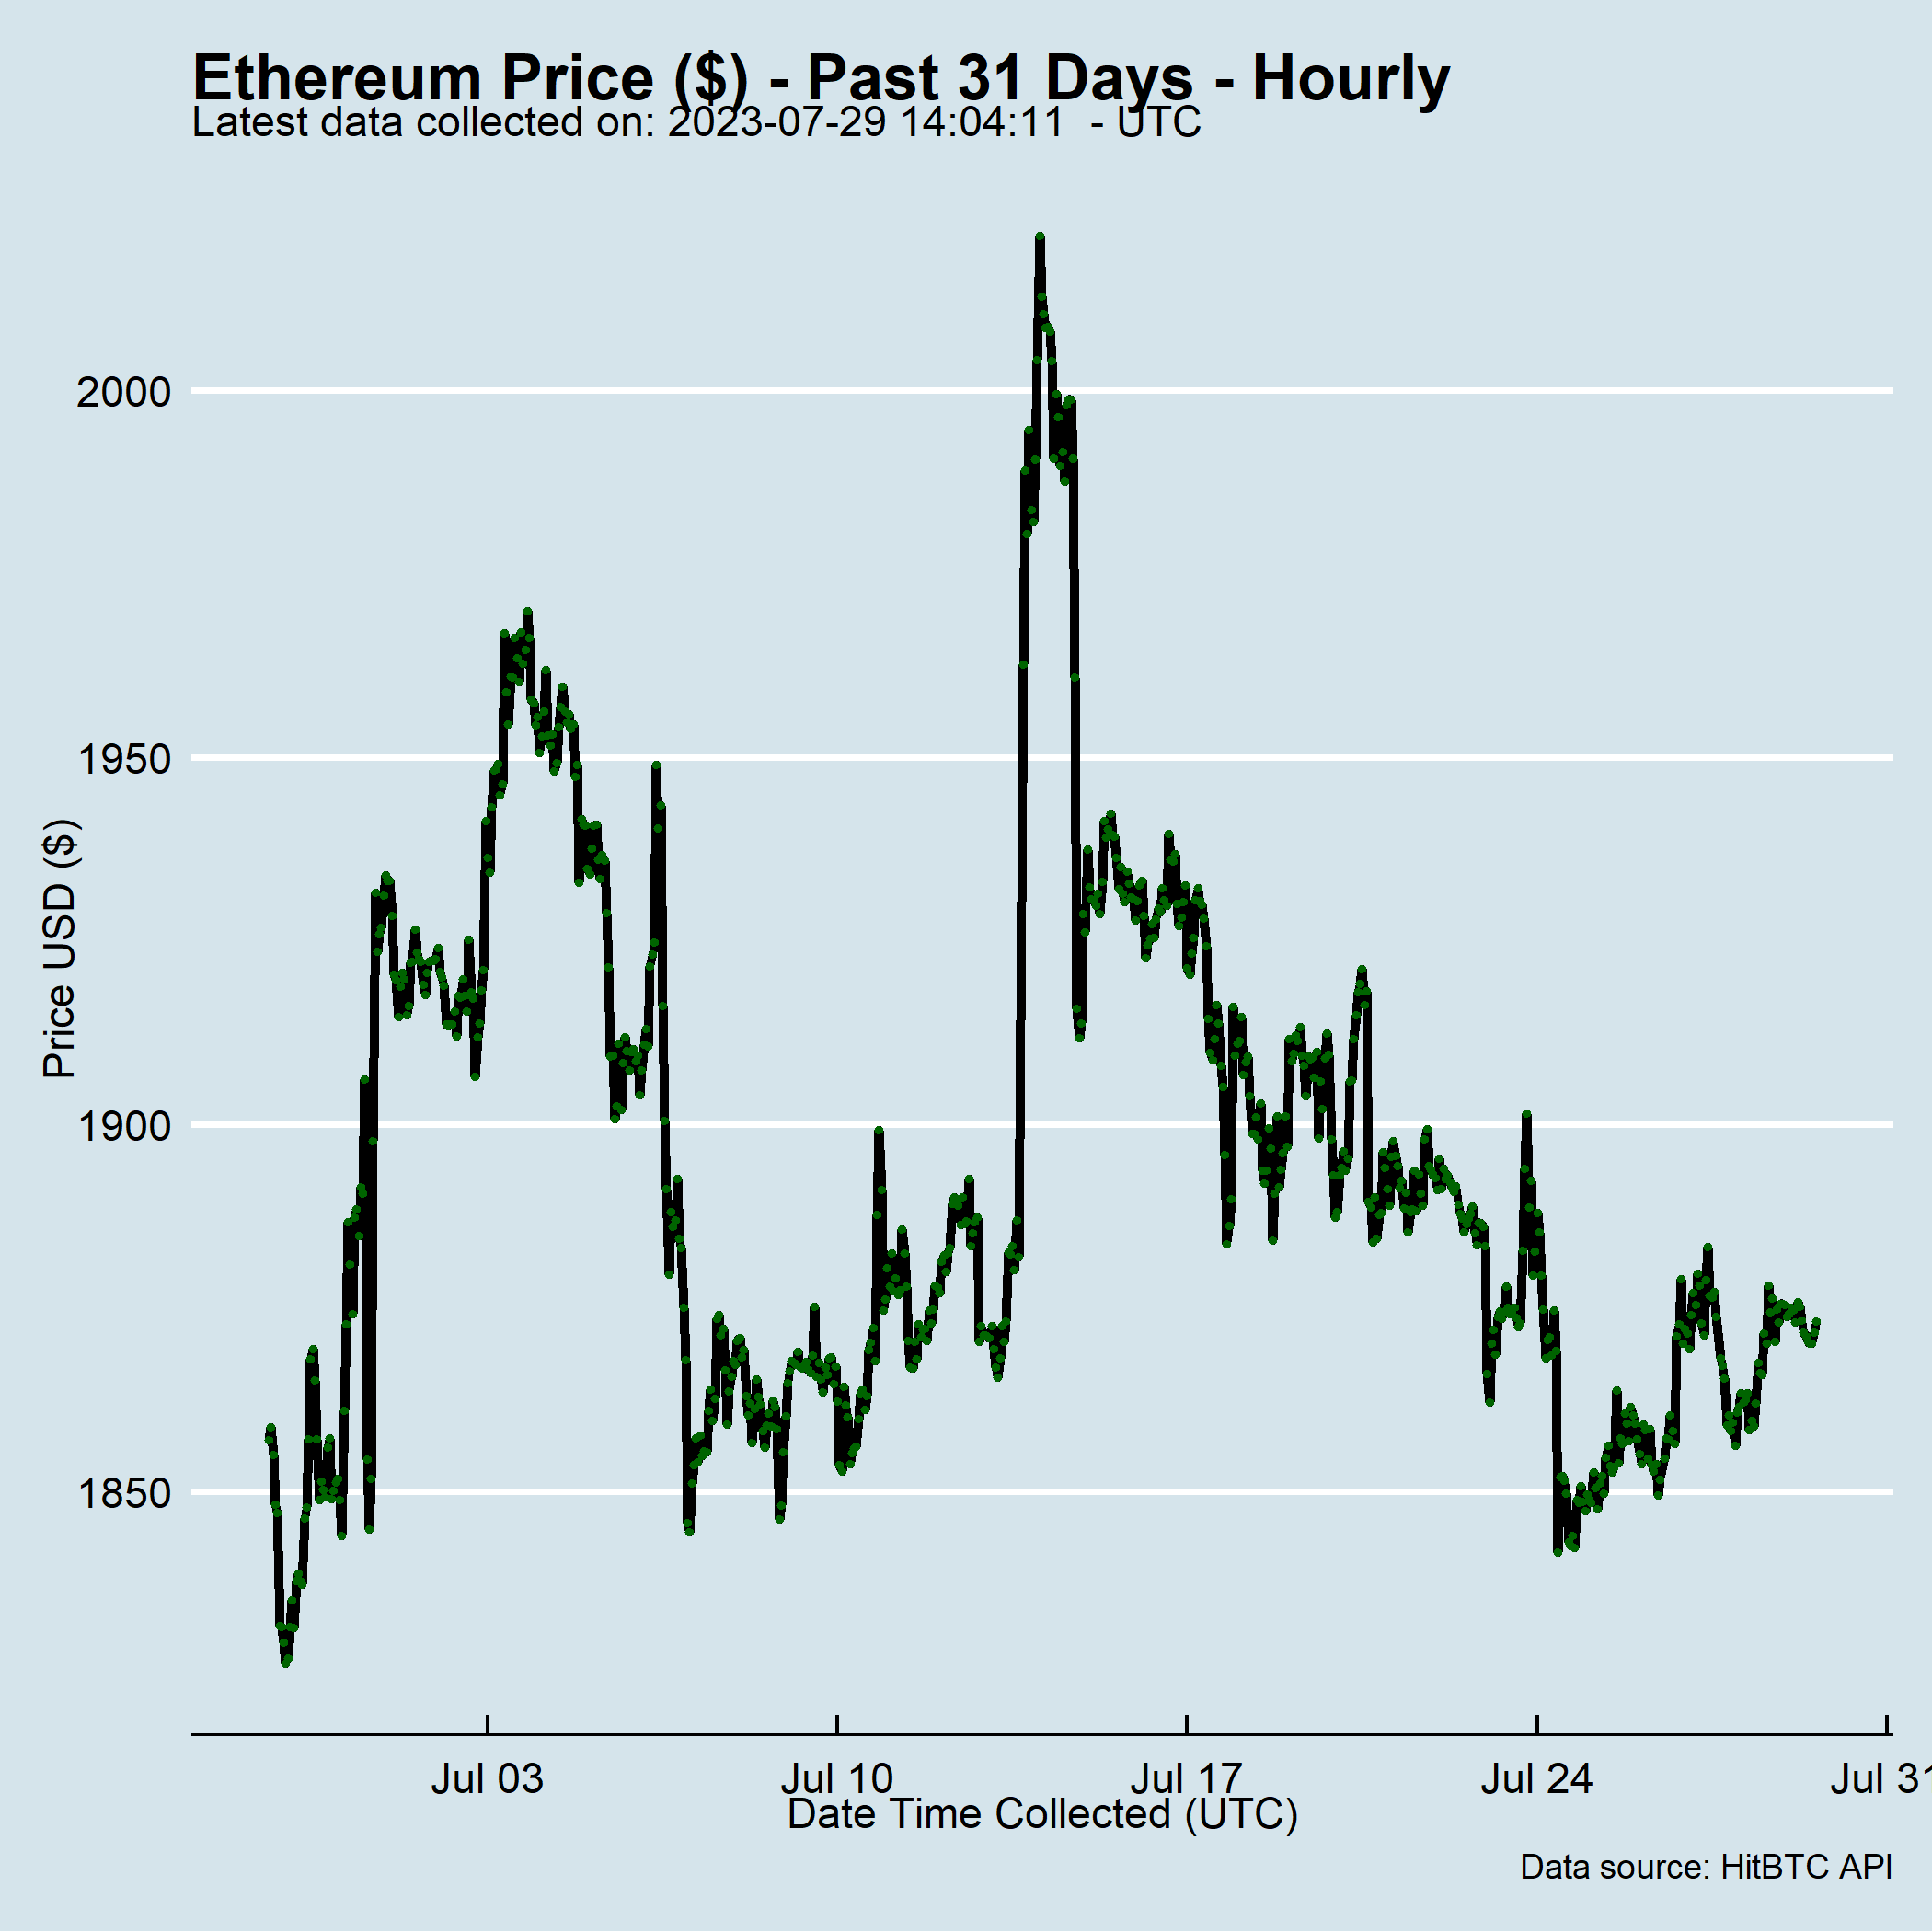 Ethereum Price ($) - Past 31 Days - Hourly
Latest data collected on: 2023-07-29 14:04:11  - UTC
Price USD ($)
2000
1950
1900
1850
Jul 03
Jul 10
Jul 17
Jul 24
Jul 31
Date Time Collected (UTC)
Data source: HitBTC API